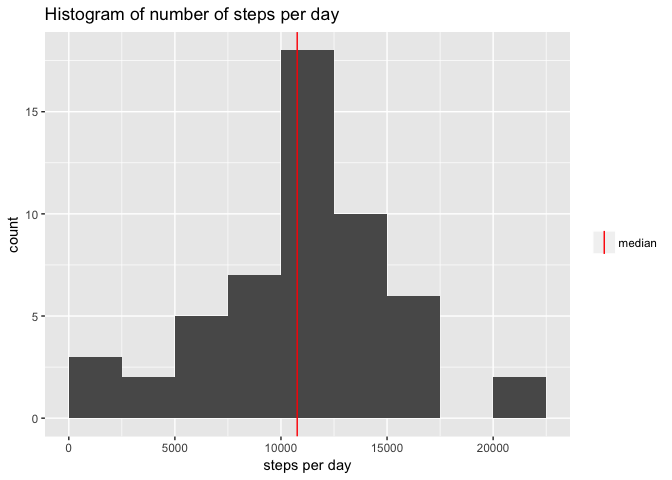 Histogram of number of steps per day
15
10
5
0
count
0 5000 10000 15000 20000
steps per day
median